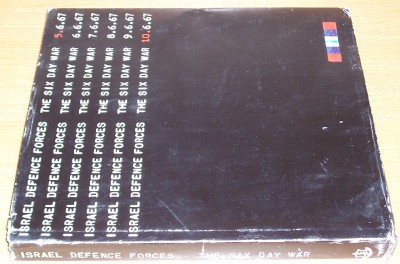 ISRAEL DEFENCE FORCES THE SIX DAY WAR 5.6.67
ISRAEL DEFENCE FORCES THE SIX DAY WAR 6.6.67
ISRAEL DEFENCE FORCES THE SIX DAY WAR 7.6.67
ISRAEL DEFENCE FORCES THE SIX DAY WAR 8.6.67
ISRAEL DEFENCE FORCES THE SIX DAY WAR 9.6.67
ISRAEL DEFENCE FORCES THE SIX DAY WAR 10.6.67
ISRAEL DEFENCE FORCES THE SIX DAY WAR